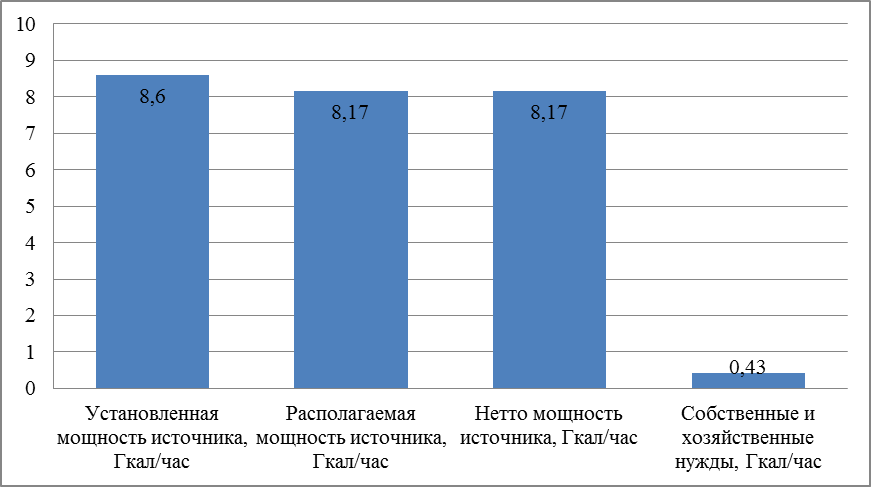 10
9
8
7
6
5
4
3
2
1
0
8,6
8,17
8,17
0,43
Установленная
мощность источника,
Гкал/час
Располагаемая
мощность источника,
Гкал/час
Нетто мощность
источника, Гкал/час
Собственные и
хозяйственные
нужды, Гкал/час